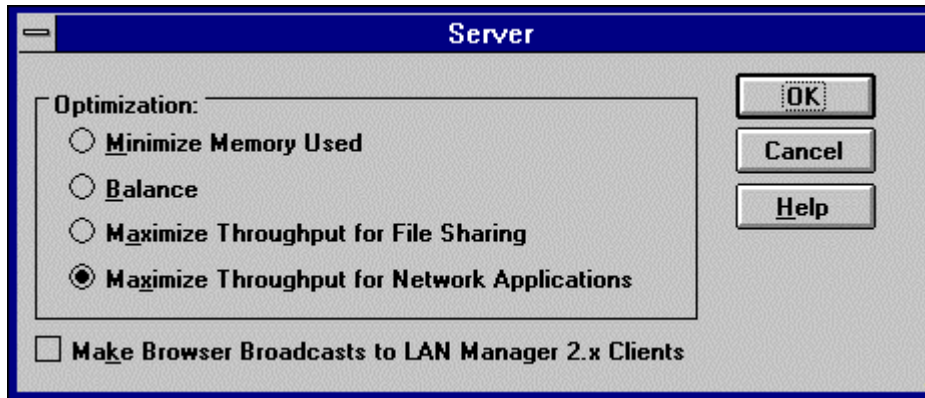 Server
Optimization:
Minimize Memory Used
Balance
Maximize Throughput for File Sharing
Maximize Throughput for Network Applications
Make Browser Broadcasts to LAN Manager 2.x Clients
OK
Cancel
Help